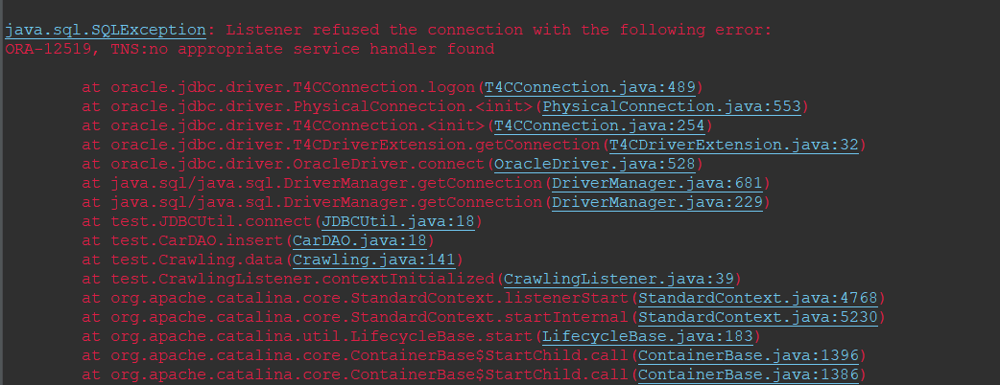 java.sql.SQLException: Listener refused the connection with the following error:
ORA-12519, TNS:no appropriate service handler found
at oracle.jdbc.driver.T4CConnection.logon(T4CConnection.java:489)
at oracle.jdbc.driver.PhysicalConnection.<init>(PhysicalConnection.java:553)
at oracle.jdbc.driver.T4CConnection.<init>(T4CConnection.java:254)
at oracle.jdbc.driver.T4CDriverExtension.getConnection(T4CDriverExtension.java:32)
at oracle.jdbc.driver.OracleDriver.connect(OracleDriver.java:528)
at java.sql/java.sql.DriverManager.getConnection(DriverManager.java:681)
at java.sql/java.sql.DriverManager.getConnection(DriverManager.java:229)
at test.JDBCUtil.connect(JDBCUtil.java:18)
at test.CarDAO.insert(CarDAO.java:18)
at test.Crawling.data(Crawling.java:141)
at test.CrawlingListener.contextInitialized(CrawlingListener.java:39)
at org.apache.catalina.core.StandardContext.listenerStart(StandardContext.java:4768)
at org.apache.catalina.core.StandardContext.startInternal(StandardContext.java:5230)
at org.apache.catalina.util.LifecycleBase.start(LifecycleBase.java:183)
at org.apache.catalina.core.ContainerBase$StartChild.call(ContainerBase.java:1396)
at org.apache.catalina.core.ContainerBase$StartChild.call(ContainerBase.java:1386)